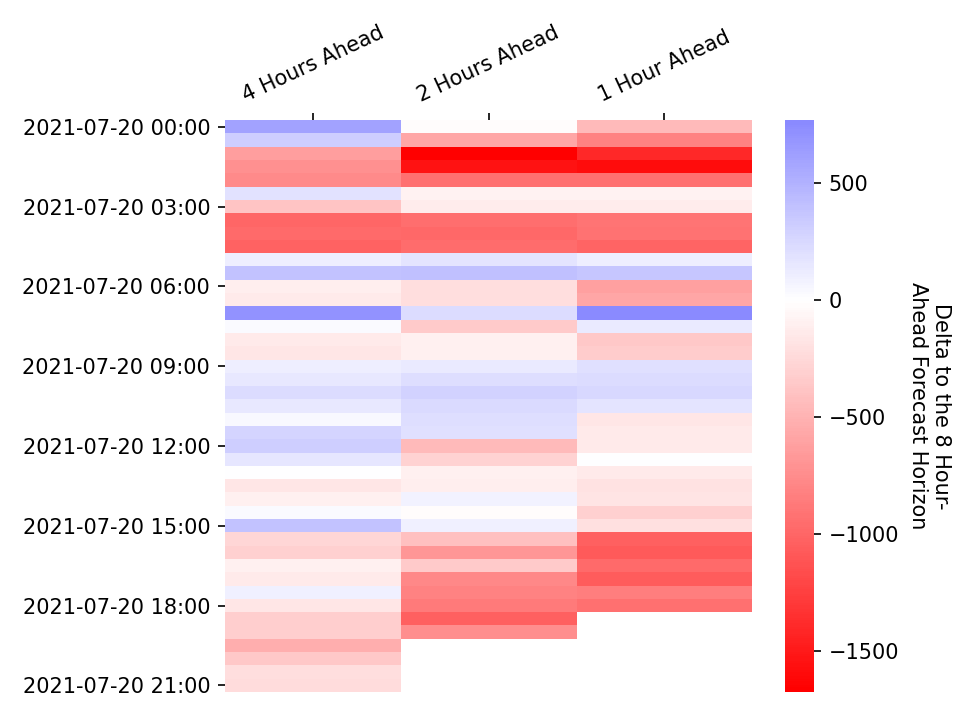 4 Hours Ahead
2 Hours Ahead
1 Hour Ahead
2021-07-20 00:00
2021-07-20 03:00
2021-07-20 06:00
2021-07-20 09:00
2021-07-20 12:00
2021-07-20 15:00
2021-07-20 18:00
2021-07-20 21:00
500
0
−500
−1000
−1500
Delta to the 8 Hour-
Ahead Forecast Horizon